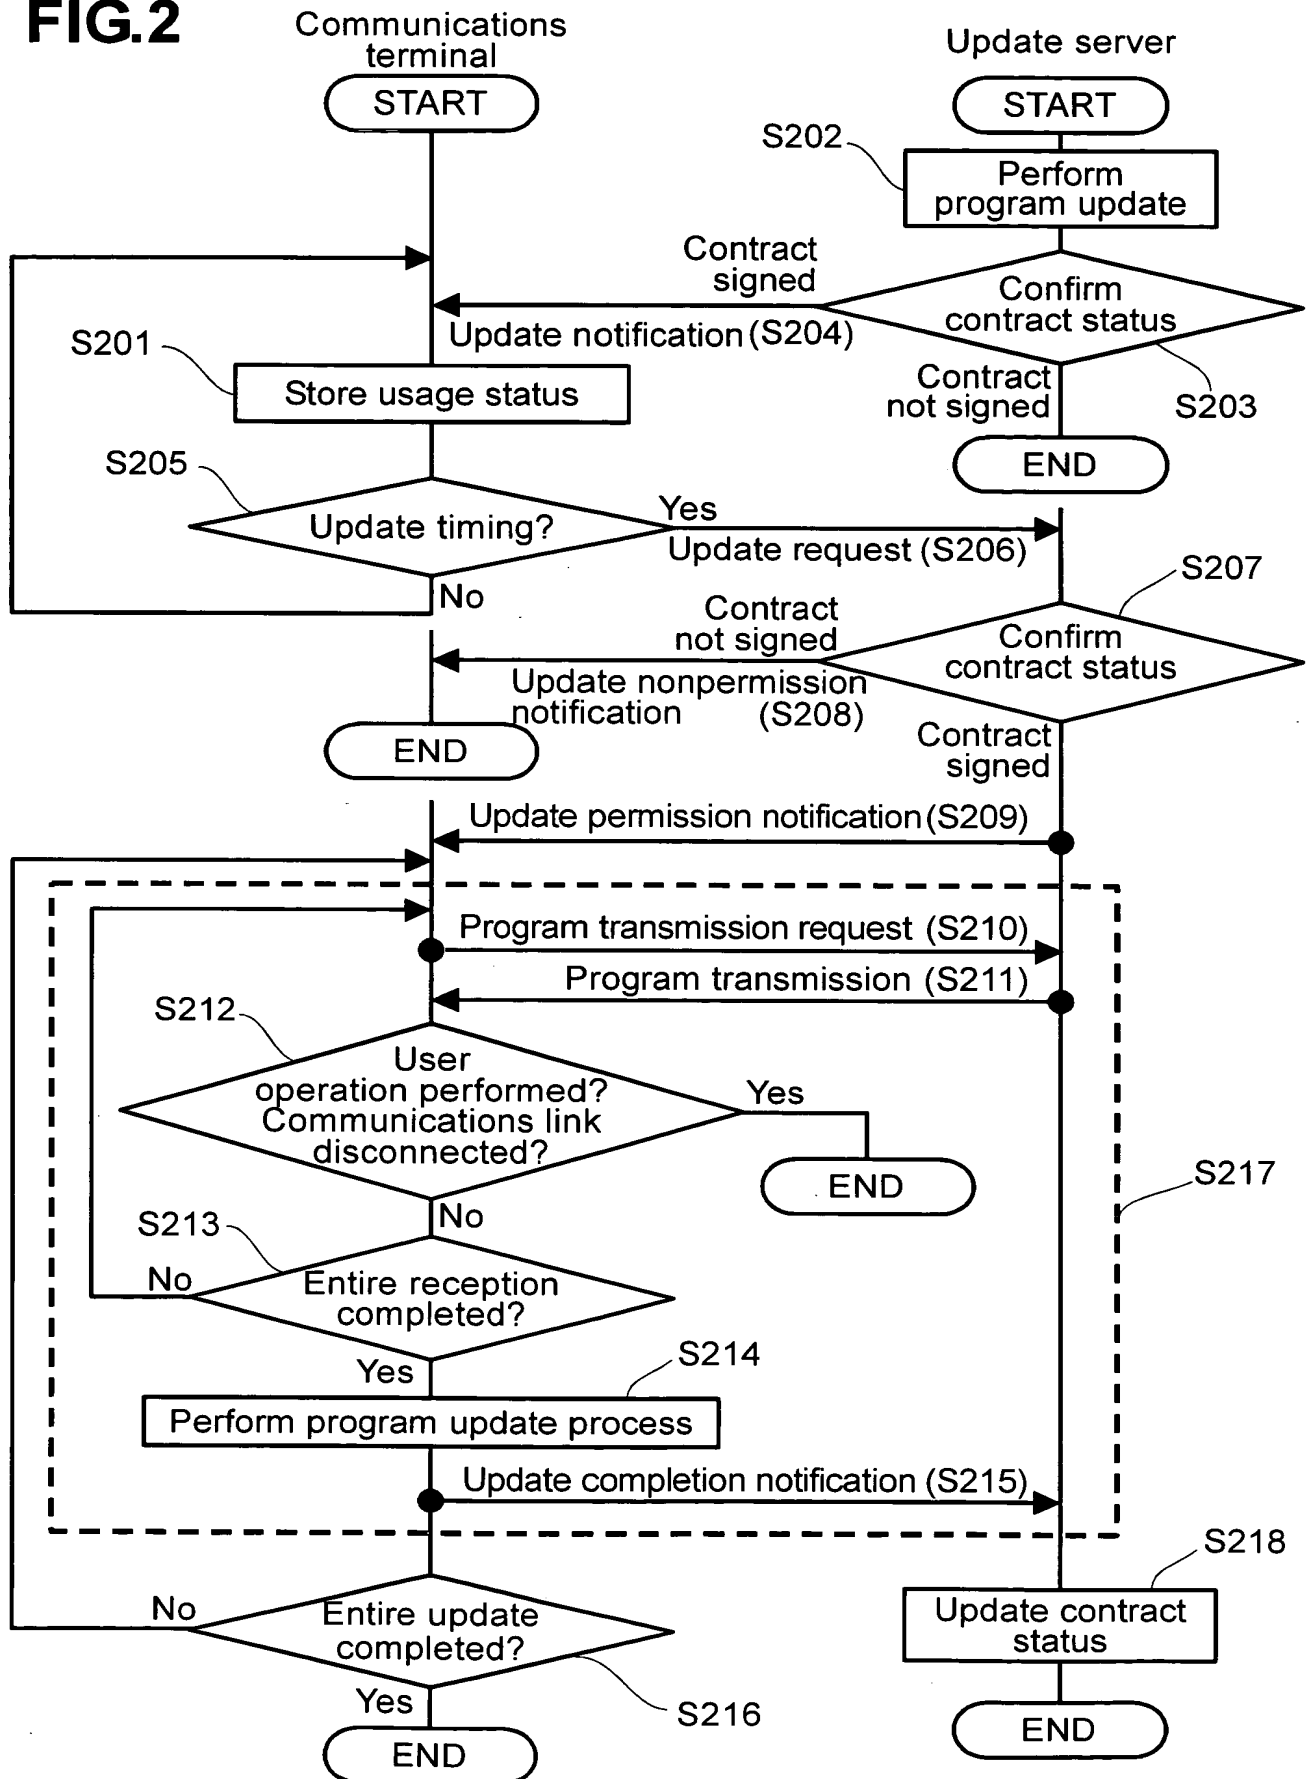 FIG.2
Communications
terminal
Update server
START
START
S202
Perform
program update
Contract
signed
Confirm
contract status
Update notification (S204)
S201
Store usage status
Contract
not signed
S203
END
S205
Update timing?
Yes
Update request (S206)
No
S207
Contract
not signed
Confirm
contract status
Update nonpermission
notification (S208)
END
Contract
signed
Update permission notification (S209)
Program transmission request (S210)
Program transmission (S211)
S212
User
operation performed?
Communications link
disconnected?
Yes
END
S217
No
S213
Entire reception
completed?
No
Yes
S214
Perform program update process
Update completion notification (S215)
S218
No
Entire update
completed?
Update contract
status
Yes
S216
END
END